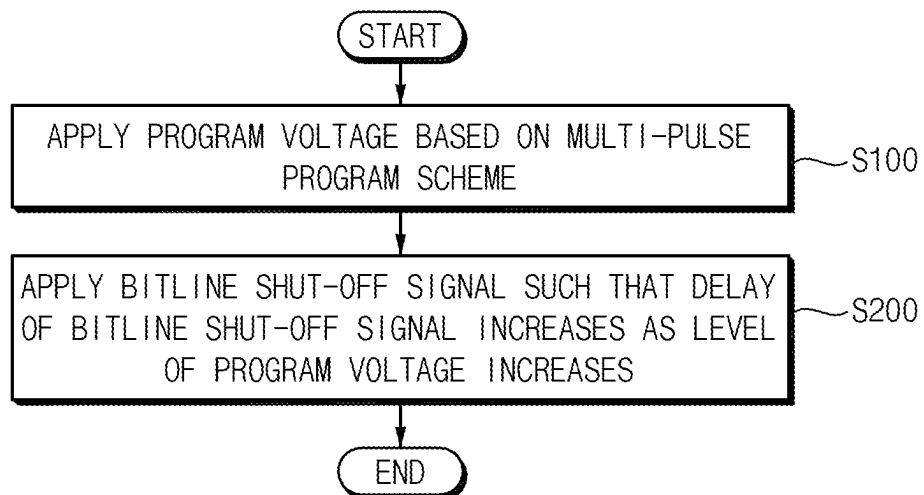 START
APPLY PROGRAM VOLTAGE BASED ON MULTI-PULSE
PROGRAM SCHEME
S100
APPLY BITLINE SHUT-OFF SIGNAL SUCH THAT DELAY
OF BITLINE SHUT-OFF SIGNAL INCREASES AS LEVEL
OF PROGRAM VOLTAGE INCREASES
S200
END